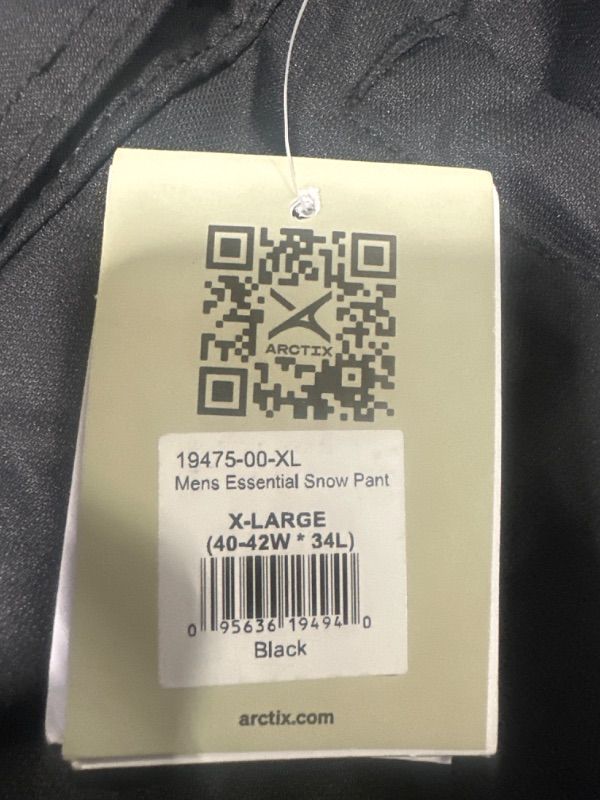 ARCTIX
19475-00-XL
Mens Essential Snow Pant
X-LARGE
(40-42W * 34L)
0 95636 19494 0
Black
arctix.com